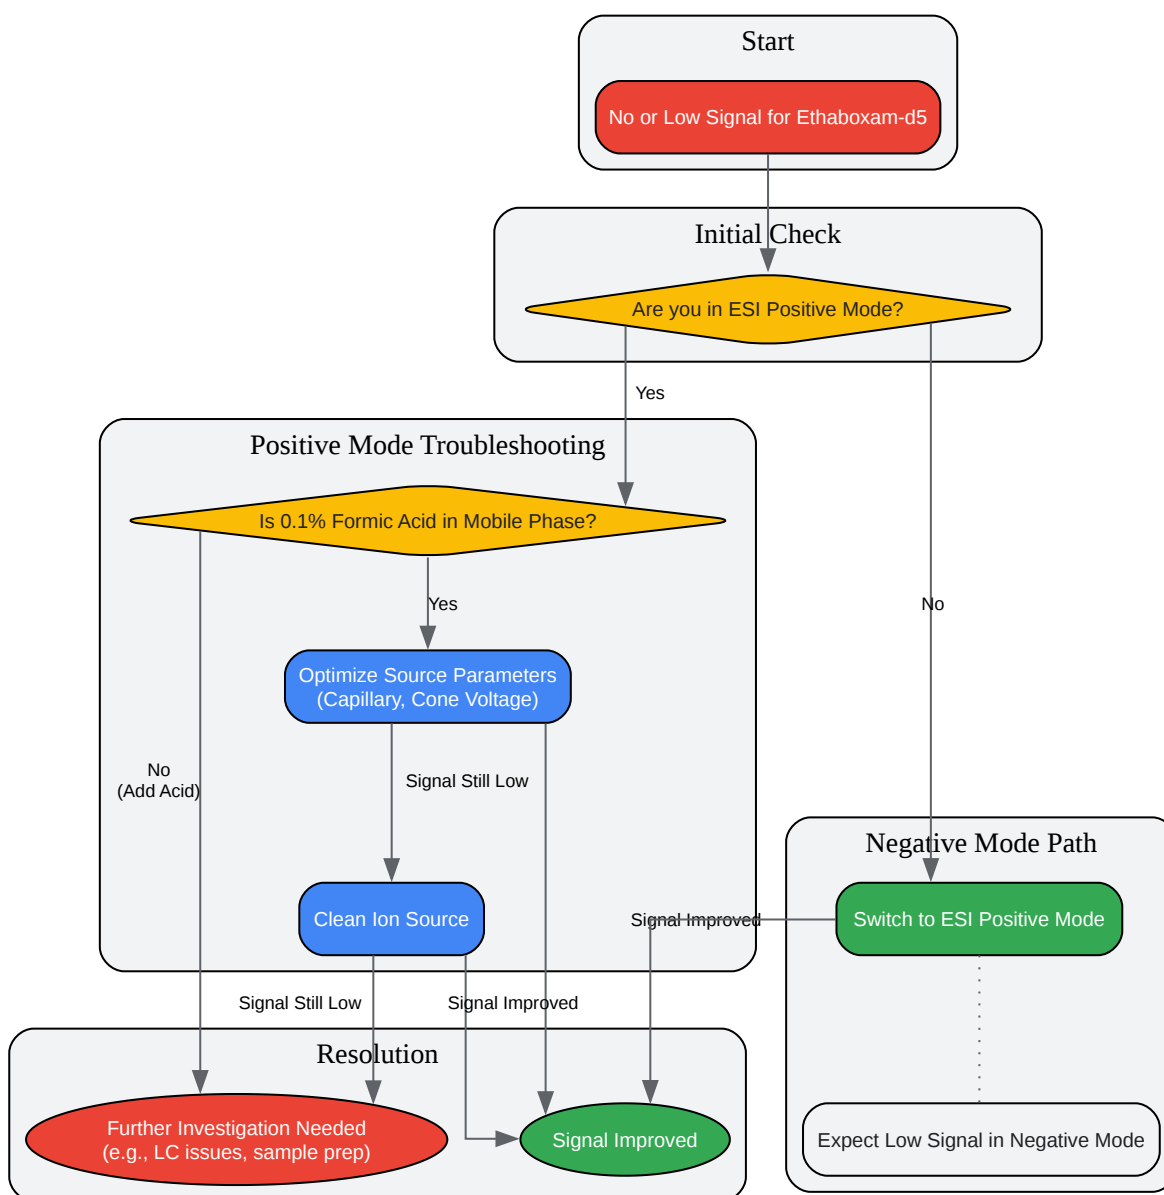 Start
No or Low Signal for Ethaboxam-d5
Initial Check
Are you in ESI Positive Mode?
Yes
Positive Mode Troubleshooting
Is 0.1% Formic Acid in Mobile Phase?
Yes
No
Optimize Source Parameters
(Capillary, Cone Voltage)
No
(Add Acid)
Signal Still Low
Negative Mode Path
Clean Ion Source
Signal Improved
Switch to ESI Positive Mode
Signal Still Low
Signal Improved
Resolution
Further Investigation Needed
(e.g., LC issues, sample prep)
Signal Improved
Expect Low Signal in Negative Mode